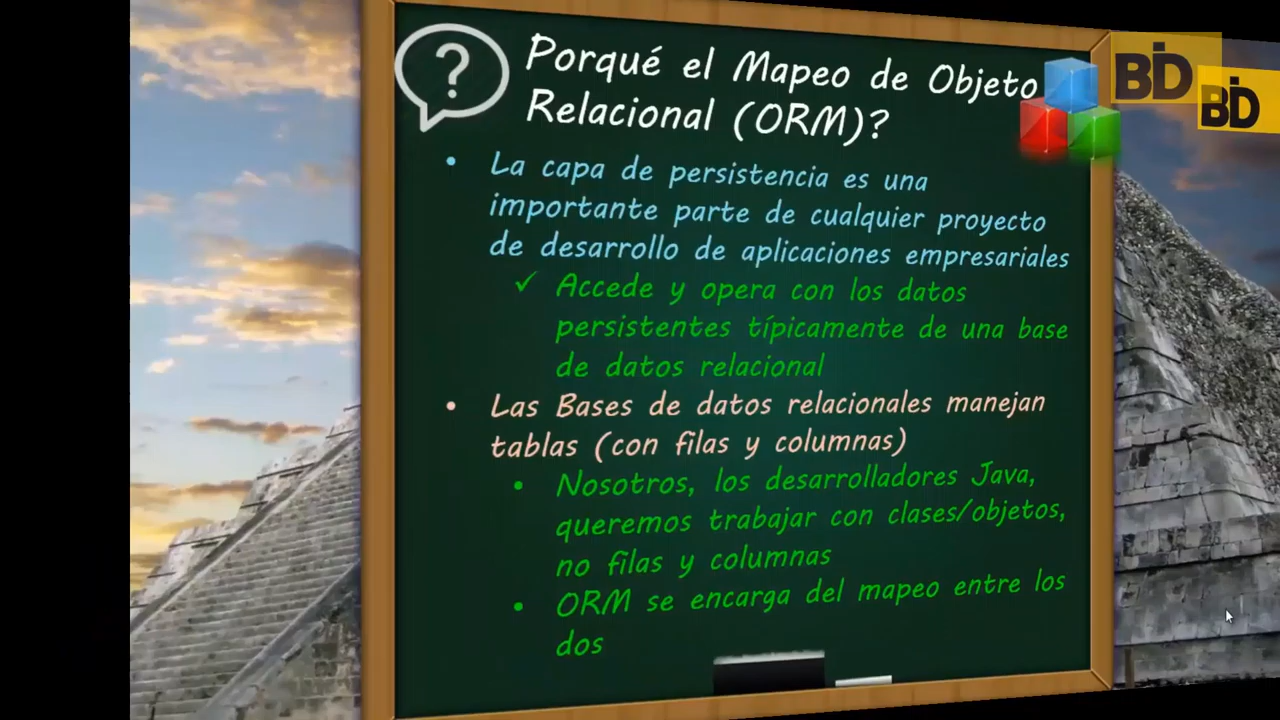 ?
Porqué el Mapeo de Objeto
Relacional (ORM)?
BD
BD
• La capa de persistencia es una
importante parte de cualquier proyecto
de desarrollo de aplicaciones empresariales
✓ Accede y opera con los datos
persistentes típicamente de una base
de datos relacional
• Las Bases de datos relacionales manejan
tablas (con filas y columnas)
• Nosotros, los desarrolladores Java,
queremos trabajar con clases/objetos,
no filas y columnas
• ORM se encarga del mapeo entre los
dos